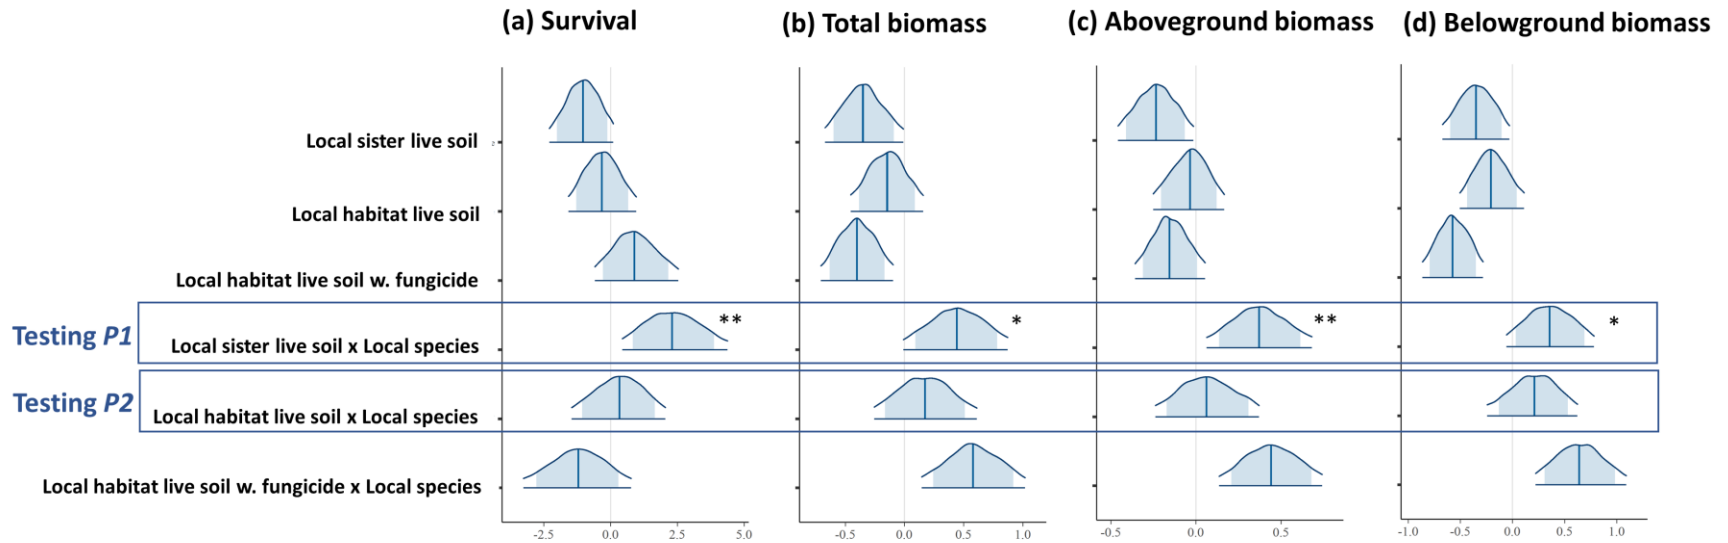 (a) Survival
(b) Total biomass
(c) Aboveground biomass
(d) Belowground biomass
Local sister live soil
Local habitat live soil
Local habitat live soil w. fungicide
Testing P1
Local sister live soil x Local species
** * ** *
Testing P2
Local habitat live soil x Local species
Local habitat live soil w. fungicide x Local species
-2.5 0.0 2.5 5.0
-0.5 0.0 0.5 1.0
-0.5 0.0 0.5
-1.0 -0.5 0.0 0.5 1.0